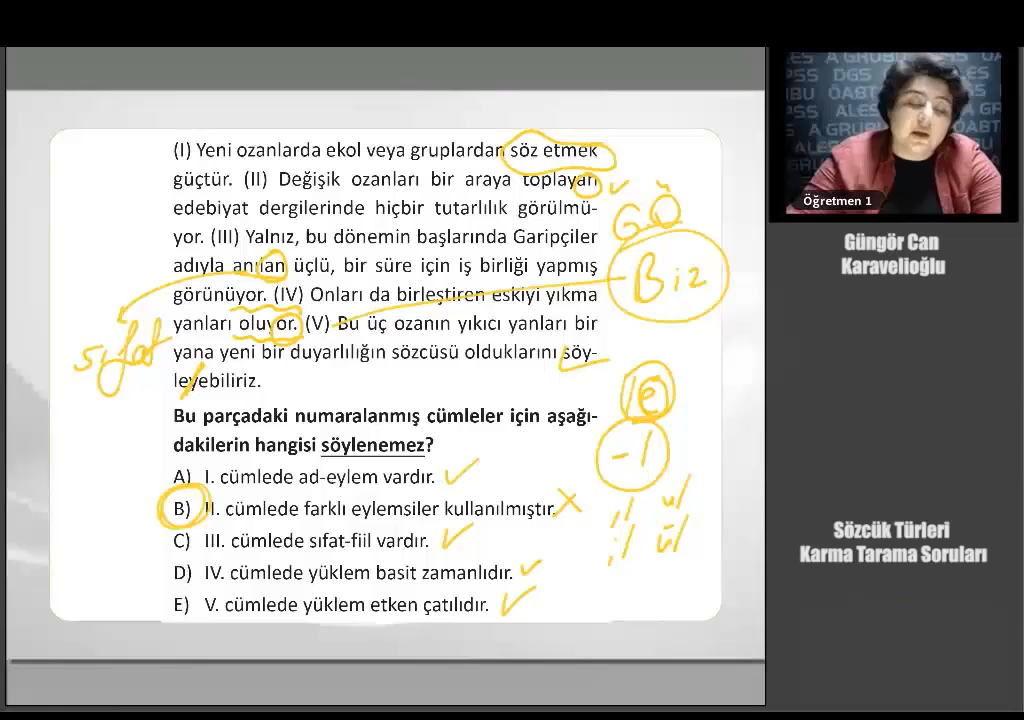 (I) Yeni ozanlarda ekol veya gruplardan söz etmek
güçtür. (II) Değişik ozanları bir araya toplayan
edebiyat dergilerinde hiçbir tutarlılık görülmü-
yor. (III) Yalnız, bu dönemin başlarında Garipçiler
adıyla anılan üçlü, bir süre için iş birliği yapmış
görünüyor. (IV) Onları da birleştiren eskiyi yıkma
yanları oluyor. (V) Bu üç ozanın yıkıcı yanları bir
yana yeni bir duyarlılığın sözcüsü olduklarını söy-
leyebiliriz.
Bu parçadaki numaralanmış cümleler için aşağı-
dakilerin hangisi söylenemez?
A) I. cümlede ad-eylem vardır.
B) II. cümlede farklı eylemsiler kullanılmıştır.
C) III. cümlede sıfat-fiil vardır.
D) IV. cümlede yüklem basit zamanlıdır.
E) V. cümlede yüklem etken çatılıdır.
GÖ
Biz
sıfat
-l
ıl
ul
il
ül
Öğretmen 1
Güngör Can
Karavelioğlu
Sözcük Türleri
Karma Tarama Soruları